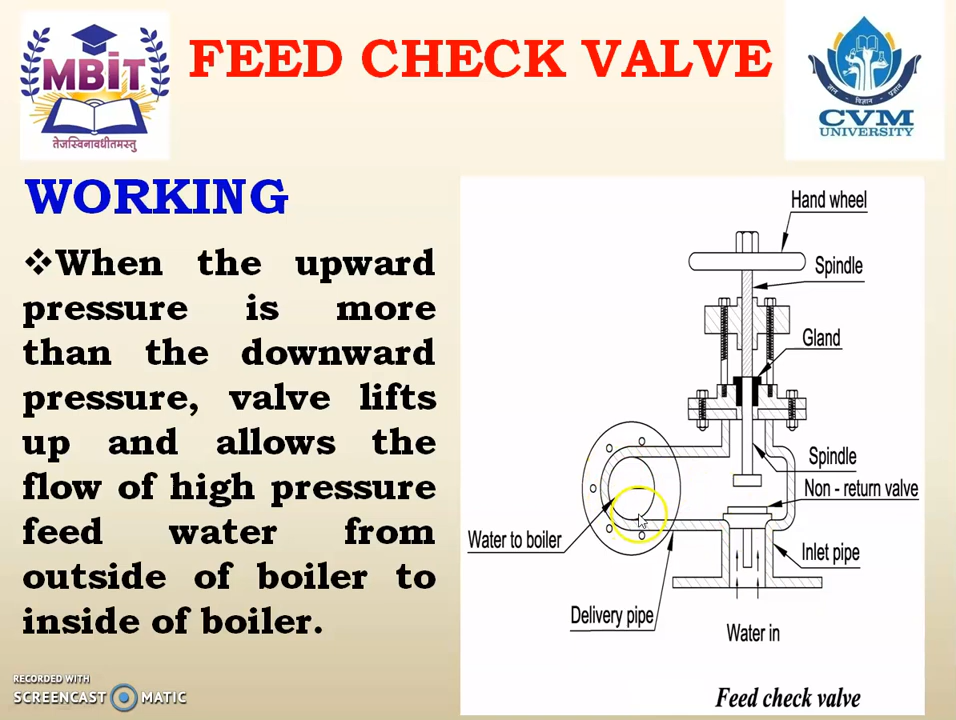 FEED CHECK VALVE
MBIT
तेजस्विनावधीतमस्तु
ज्ञान - विज्ञान - प्रज्ञान
CVM
UNIVERSITY
WORKING
❖When the upward
pressure is more
than the downward
pressure, valve lifts
up and allows the
flow of high pressure
feed water from
outside of boiler to
inside of boiler.
Hand wheel
Spindle
Gland
Spindle
Non - return valve
Water to boiler
Inlet pipe
Delivery pipe
Water in
Feed check valve
RECORDED WITH
SCREENCAST MATIC